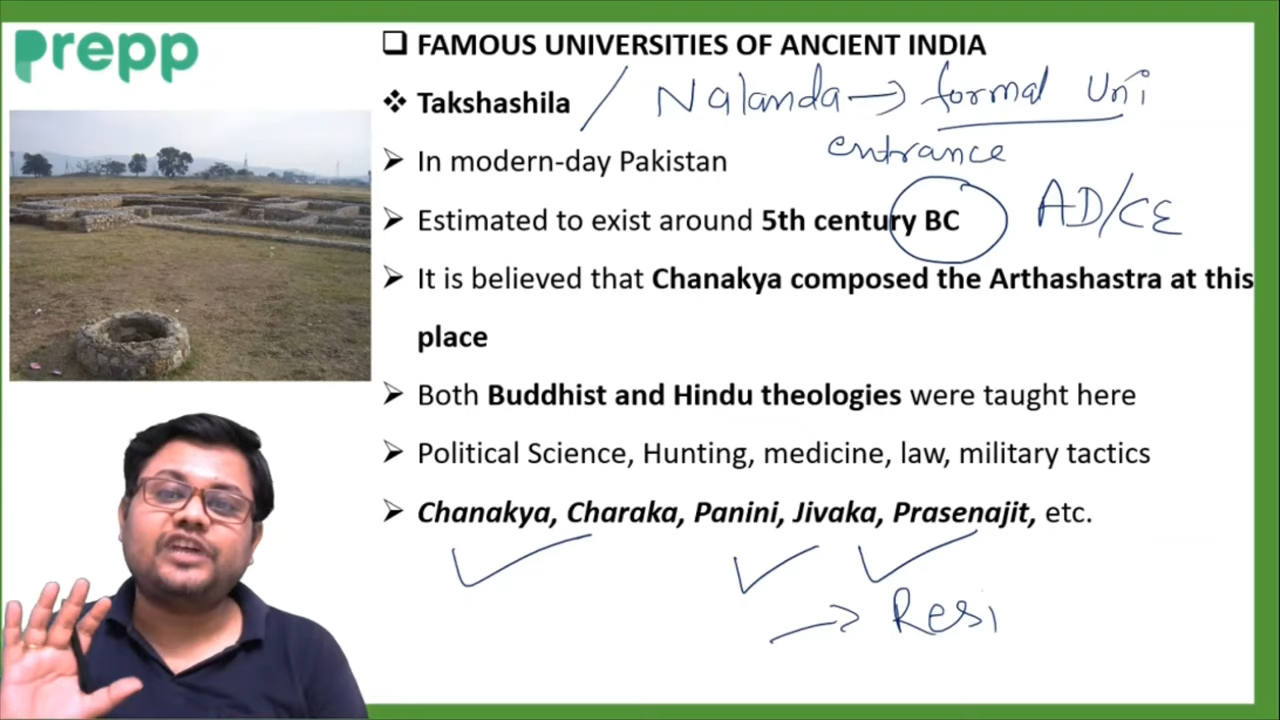 prepp
FAMOUS UNIVERSITIES OF ANCIENT INDIA
Takshashila / Nalanda → formal Uni
entrance
In modern-day Pakistan
Estimated to exist around 5th century BC AD/CE
It is believed that Chanakya composed the Arthashastra at this
place
Both Buddhist and Hindu theologies were taught here
Political Science, Hunting, medicine, law, military tactics
Chanakya, Charaka, Panini, Jivaka, Prasenajit, etc.
→ Resi